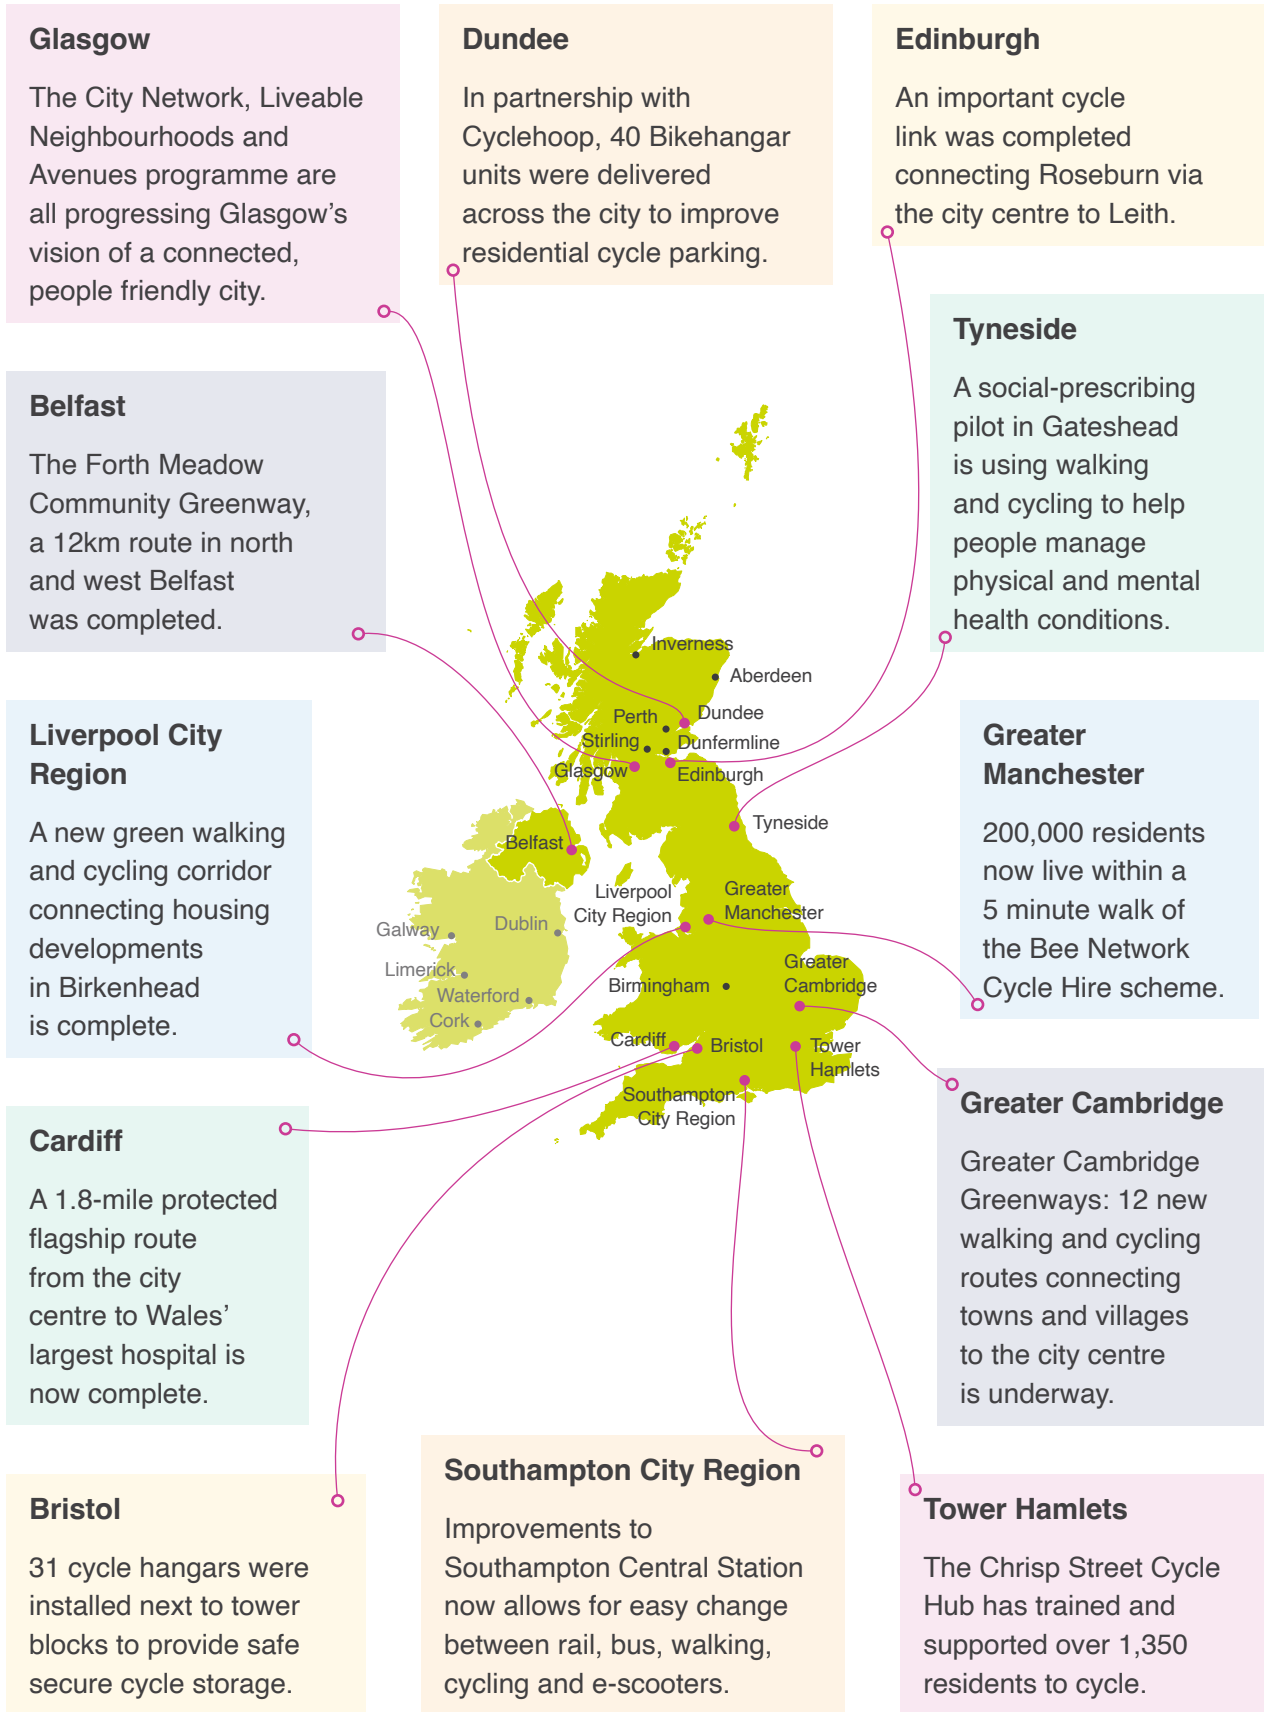 Glasgow
The City Network, Liveable
Neighbourhoods and
Avenues programme are
all progressing Glasgow's
vision of a connected,
people friendly city.
Dundee
In partnership with
Cyclehoop, 40 Bikehangar
units were delivered
across the city to improve
residential cycle parking.
Edinburgh
An important cycle
link was completed
connecting Roseburn via
the city centre to Leith.
Tyneside
A social-prescribing
pilot in Gateshead
is using walking
and cycling to help
people manage
physical and mental
health conditions.
Belfast
The Forth Meadow
Community Greenway,
a 12km route in north
and west Belfast
was completed.
Liverpool City
Region
A new green walking
and cycling corridor
connecting housing
developments
in Birkenhead
is complete.
Greater
Manchester
200,000 residents
now live within a
5 minute walk of
the Bee Network
Cycle Hire scheme.
Inverness
Aberdeen
Perth
Dundee
Stirling
Dunfermline
Glasgow
Edinburgh
Tyneside
Belfast
Liverpool
City Region
Greater
Manchester
Galway
Dublin
Limerick
Waterford
Cork
Birmingham
Greater
Cambridge
Cardiff
Bristol
Tower
Hamlets
Southampton
City Region
Cardiff
A 1.8-mile protected
flagship route
from the city
centre to Wales'
largest hospital is
now complete.
Greater Cambridge
Greater Cambridge
Greenways: 12 new
walking and cycling
routes connecting
towns and villages
to the city centre
is underway.
Bristol
31 cycle hangars were
installed next to tower
blocks to provide safe
secure cycle storage.
Southampton City Region
Improvements to
Southampton Central Station
now allows for easy change
between rail, bus, walking,
cycling and e-scooters.
Tower Hamlets
The Chrisp Street Cycle
Hub has trained and
supported over 1,350
residents to cycle.